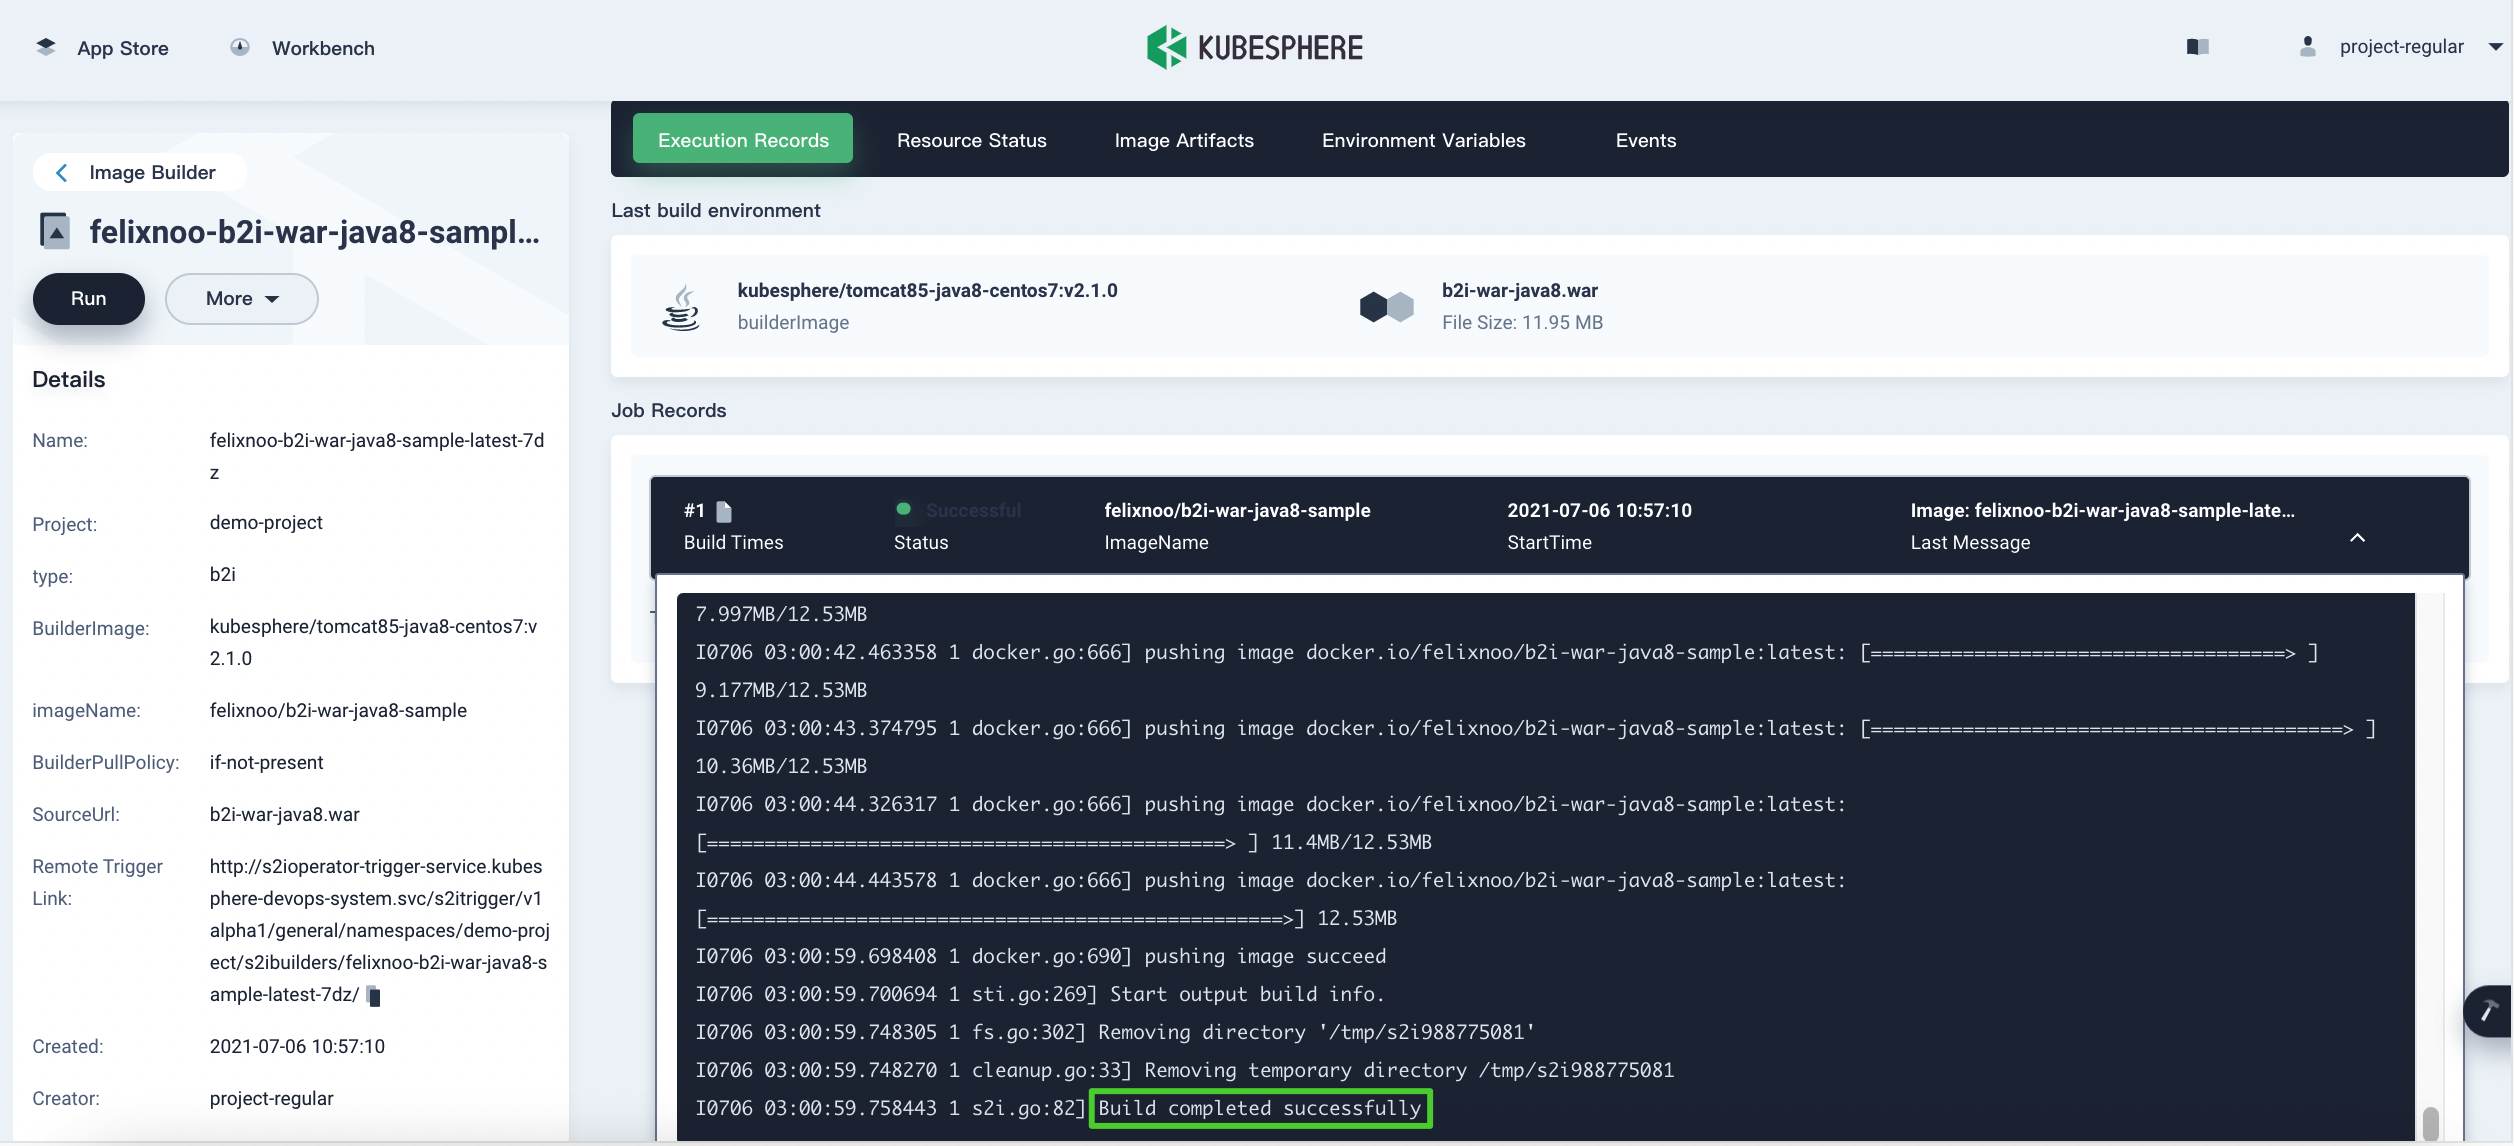 App Store
Workbench
KUBESPHERE
project-regular
Image Builder
felixnoo-b2i-war-java8-sampl...
Run
More
Details
Name:
felixnoo-b2i-war-java8-sample-latest-7d
z
Project:
demo-project
type:
b2i
BuilderImage:
kubesphere/tomcat85-java8-centos7:v
2.1.0
imageName:
felixnoo/b2i-war-java8-sample
BuilderPullPolicy:
if-not-present
SourceUrl:
b2i-war-java8.war
Remote Trigger
Link:
http://s2ioperator-trigger-service.kubes
phere-devops-system.svc/s2itrigger/v1
alpha1/general/namespaces/demo-proj
ect/s2ibuilders/felixnoo-b2i-war-java8-s
ample-latest-7dz/
Created:
2021-07-06 10:57:10
Creator:
project-regular
Execution Records
Resource Status
Image Artifacts
Environment Variables
Events
Last build environment
kubesphere/tomcat85-java8-centos7:v2.1.0
builderImage
b2i-war-java8.war
File Size: 11.95 MB
Job Records
#1
Build Times
Successful
Status
felixnoo/b2i-war-java8-sample
ImageName
2021-07-06 10:57:10
StartTime
Image: felixnoo-b2i-war-java8-sample-late...
Last Message
7.997MB/12.53MB
I0706 03:00:42.463358 1 docker.go:666] pushing image docker.io/felixnoo/b2i-war-java8-sample:latest: [====================================> ]
9.177MB/12.53MB
I0706 03:00:43.374795 1 docker.go:666] pushing image docker.io/felixnoo/b2i-war-java8-sample:latest: [=========================================> ]
10.36MB/12.53MB
I0706 03:00:44.326317 1 docker.go:666] pushing image docker.io/felixnoo/b2i-war-java8-sample:latest:
[=============================================> ] 11.4MB/12.53MB
I0706 03:00:44.443578 1 docker.go:666] pushing image docker.io/felixnoo/b2i-war-java8-sample:latest:
[==================================================>] 12.53MB
I0706 03:00:59.698408 1 docker.go:690] pushing image succeed
I0706 03:00:59.700694 1 sti.go:269] Start output build info.
I0706 03:00:59.748305 1 fs.go:302] Removing directory '/tmp/s2i988775081'
I0706 03:00:59.748270 1 cleanup.go:33] Removing temporary directory /tmp/s2i988775081
I0706 03:00:59.758443 1 s2i.go:82] Build completed successfully